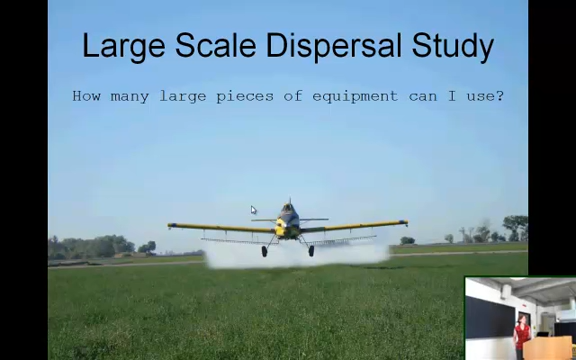 Large Scale Dispersal Study
How many large pieces of equipment can I use?